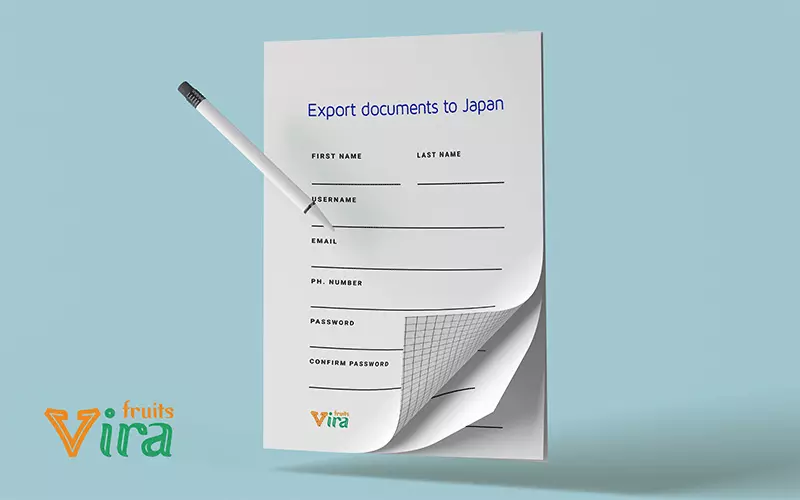 Export documents to Japan
FIRST NAME LAST NAME
USERNAME
EMAIL
PH. NUMBER
PASSWORD
CONFIRM PASSWORD
fruits
Vira
fruits
Vira